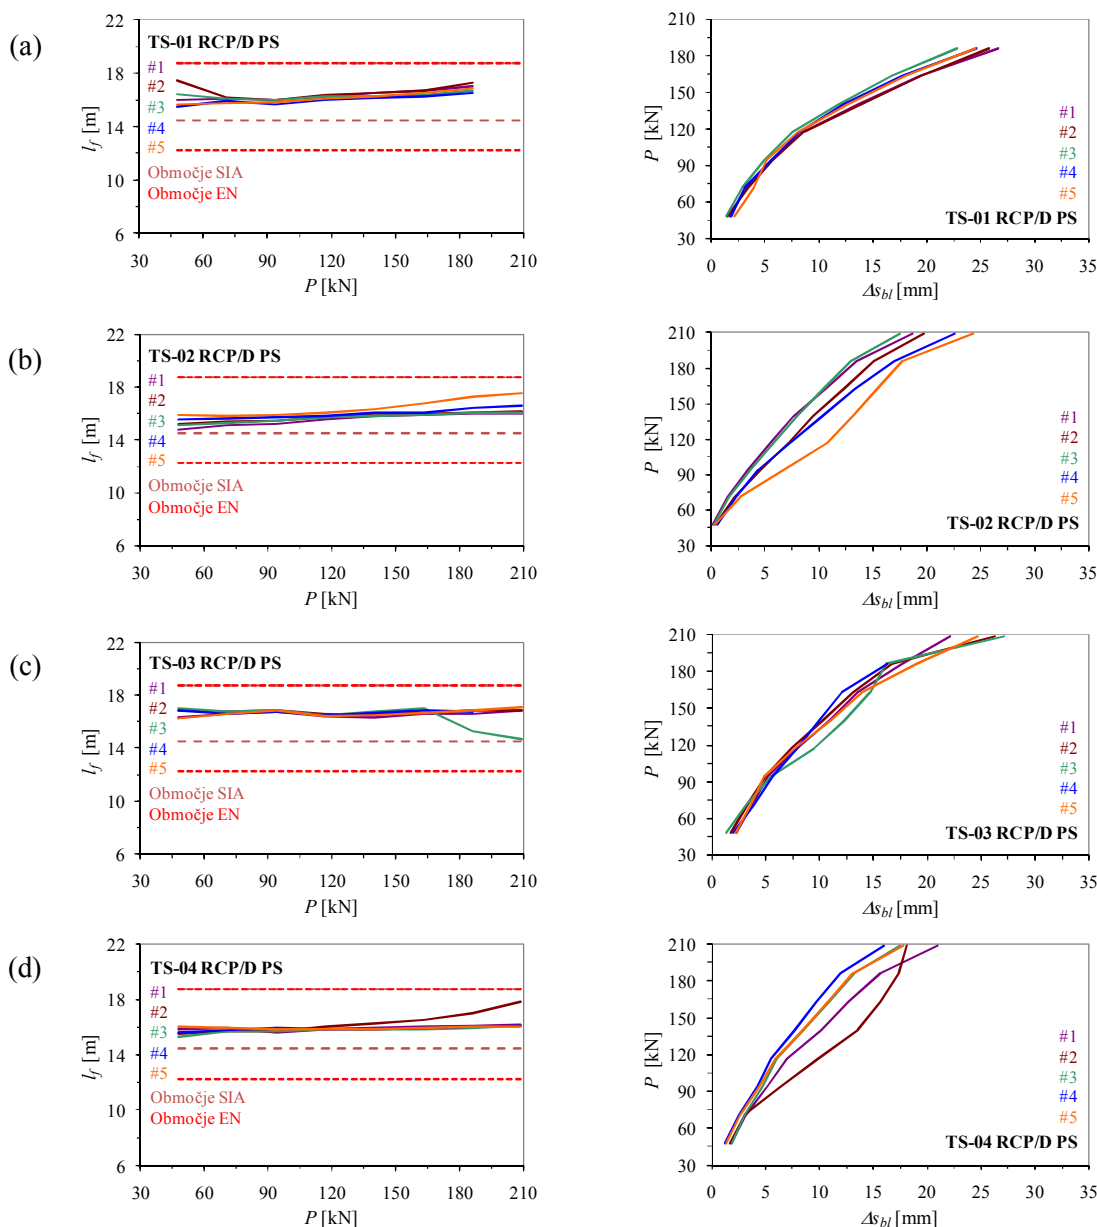 (a)
22
18
14
10
6
l_f [m]
TS-01 RCP/D PS
#1
#2
#3
#4
#5
Območje SIA
Območje EN
30 60 90 120 150 180 210
P [kN]
210
180
150
120
90
60
30
P [kN]
#1
#2
#3
#4
#5
TS-01 RCP/D PS
0 5 10 15 20 25 30 35
Δs_bl [mm]
(b)
22
18
14
10
6
l_f [m]
TS-02 RCP/D PS
#1
#2
#3
#4
#5
Območje SIA
Območje EN
30 60 90 120 150 180 210
P [kN]
210
180
150
120
90
60
30
P [kN]
#1
#2
#3
#4
#5
TS-02 RCP/D PS
0 5 10 15 20 25 30 35
Δs_bl [mm]
(c)
22
18
14
10
6
l_f [m]
TS-03 RCP/D PS
#1
#2
#3
#4
#5
Območje SIA
Območje EN
30 60 90 120 150 180 210
P [kN]
210
180
150
120
90
60
30
P [kN]
#1
#2
#3
#4
#5
TS-03 RCP/D PS
0 5 10 15 20 25 30 35
Δs_bl [mm]
(d)
22
18
14
10
6
l_f [m]
TS-04 RCP/D PS
#1
#2
#3
#4
#5
Območje SIA
Območje EN
30 60 90 120 150 180 210
P [kN]
210
180
150
120
90
60
30
P [kN]
#1
#2
#3
#4
#5
TS-04 RCP/D PS
0 5 10 15 20 25 30 35
Δs_bl [mm]